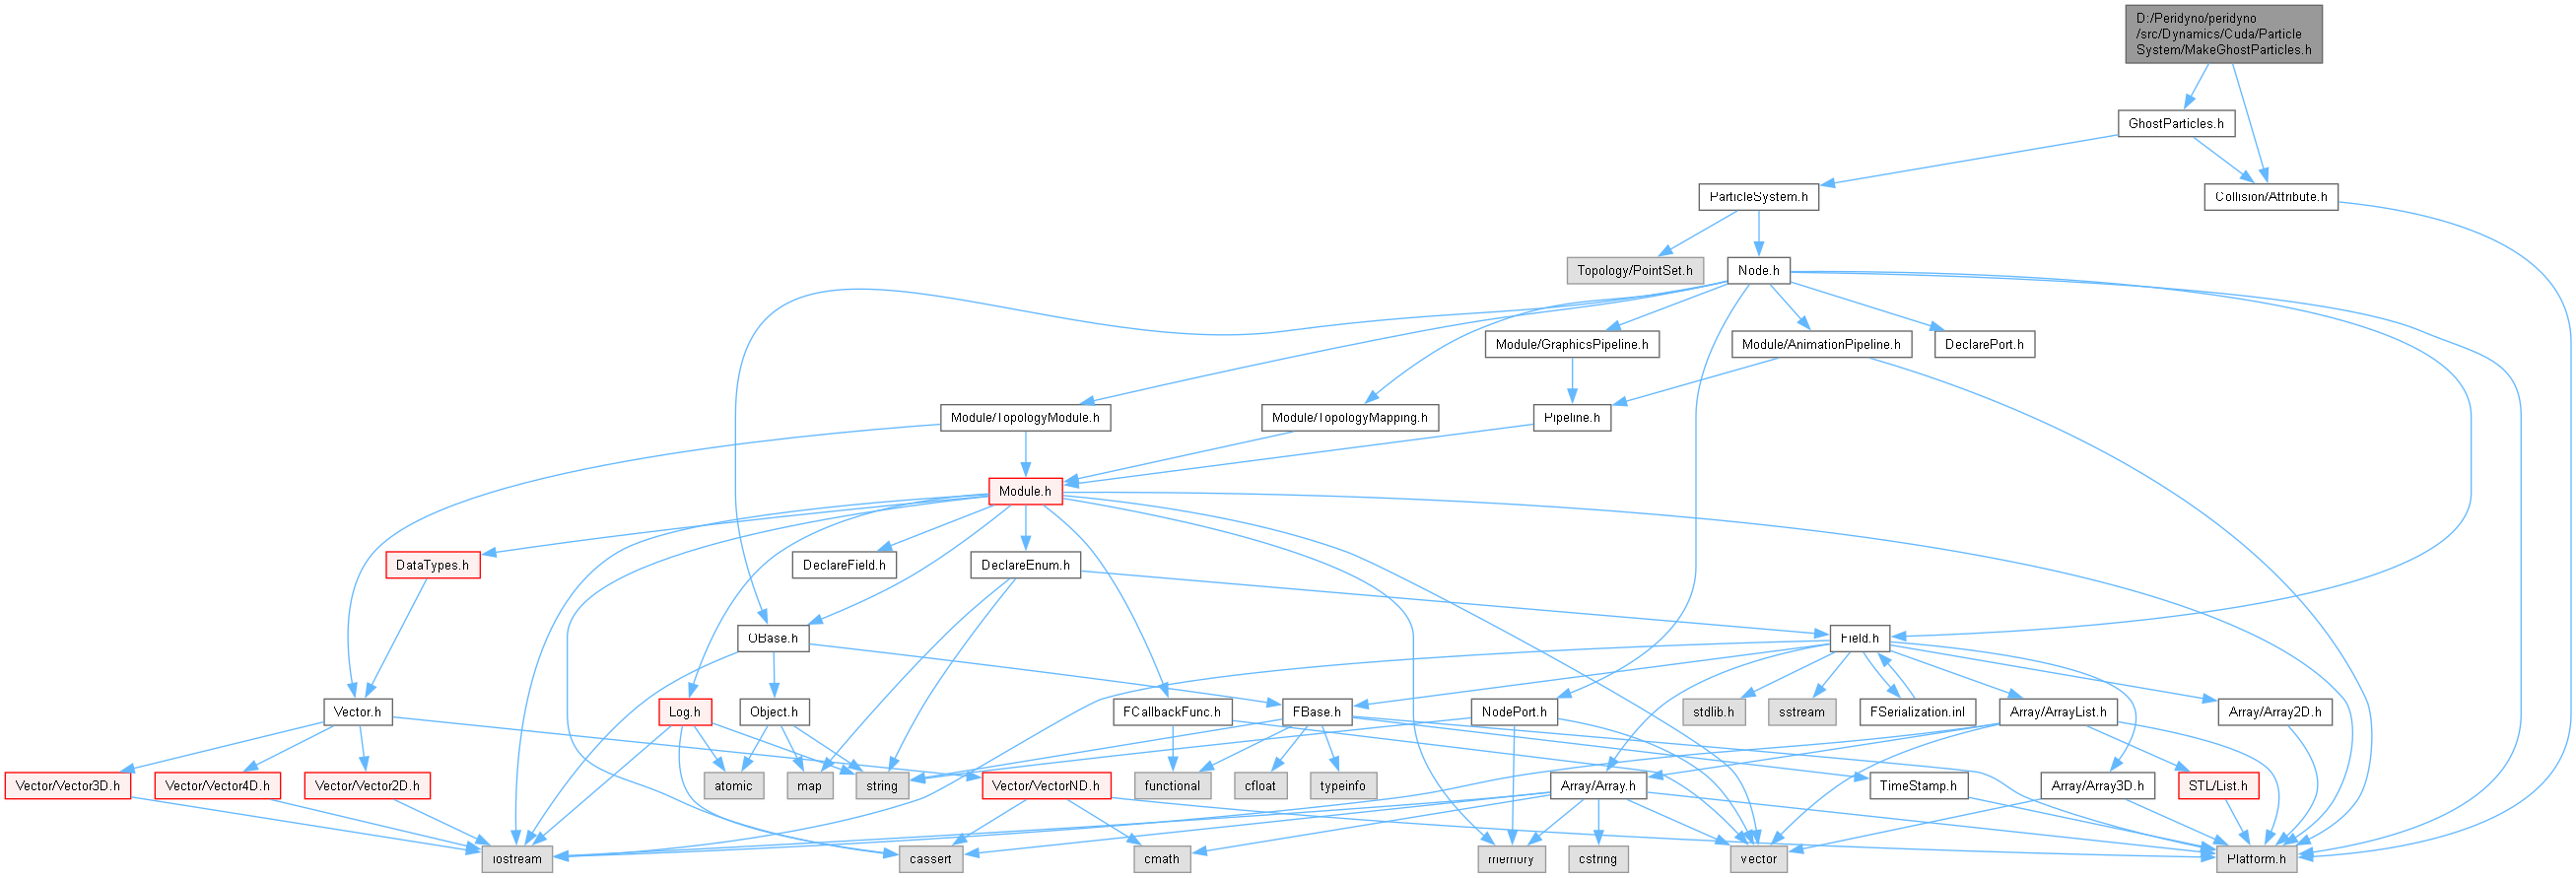 D:/Peridyno/peridyno
/src/Dynamics/Cuda/Particle
System/MakeGhostParticles.h
GhostParticles.h
ParticleSystem.h
Collision/Attribute.h
Topology/PointSet.h
Node.h
Module/GraphicsPipeline.h
Module/AnimationPipeline.h
DeclarePort.h
Module/TopologyModule.h
Module/TopologyMapping.h
Pipeline.h
Module.h
DataTypes.h
DeclareField.h
DeclareEnum.h
OBase.h
Field.h
Vector.h
Log.h
Object.h
FCallbackFunc.h
FBase.h
NodePort.h
stdlib.h
sstream
FSerialization.inl
Array/ArrayList.h
Array/Array2D.h
Vector/Vector3D.h
Vector/Vector4D.h
Vector/Vector2D.h
atomic
map
string
Vector/VectorND.h
functional
cfloat
typeinfo
Array/Array.h
TimeStamp.h
Array/Array3D.h
STL/List.h
iostream
cassert
cmath
memory
cstring
vector
Platform.h